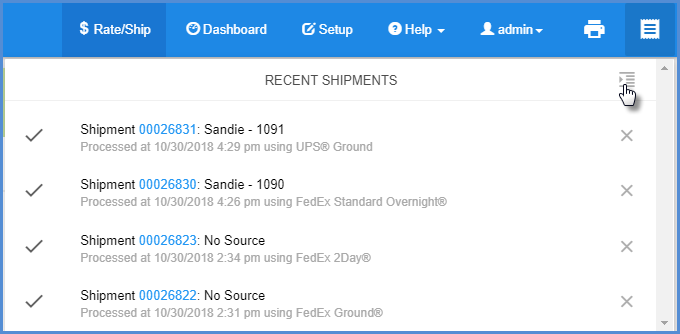 $ Rate/Ship Dashboard Setup Help admin
RECENT SHIPMENTS
Shipment 00026831: Sandie - 1091
Processed at 10/30/2018 4:29 pm using UPS® Ground
Shipment 00026830: Sandie - 1090
Processed at 10/30/2018 4:26 pm using FedEx Standard Overnight®
Shipment 00026823: No Source
Processed at 10/30/2018 2:34 pm using FedEx 2Day®
Shipment 00026822: No Source
Processed at 10/30/2018 2:31 pm using FedEx Ground®